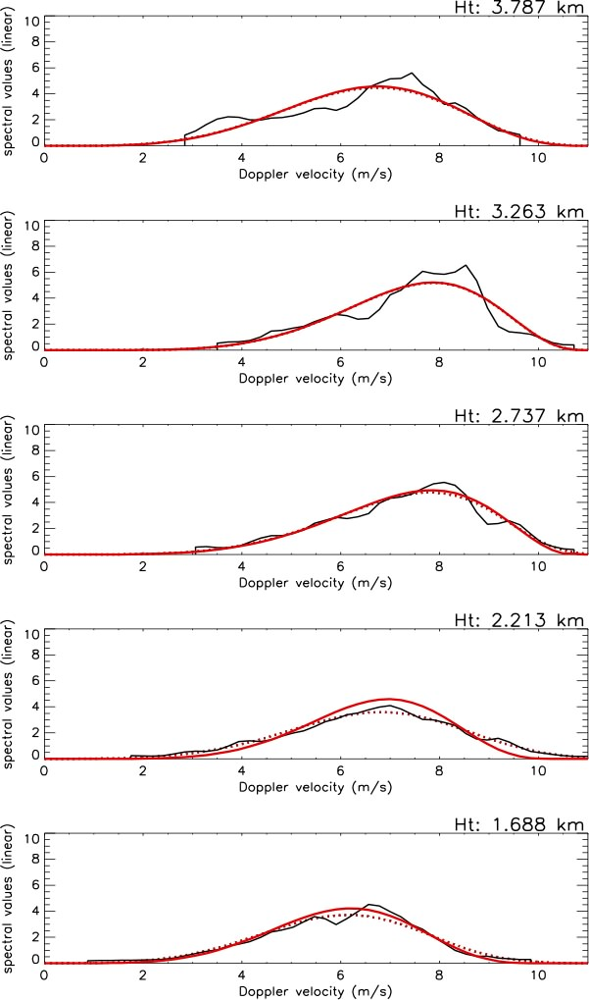 Ht: 3.787 km
spectral values (linear)
10
8
6
4
2
0
0 2 4 6 8 10
Doppler velocity (m/s)
Ht: 3.263 km
spectral values (linear)
10
8
6
4
2
0
0 2 4 6 8 10
Doppler velocity (m/s)
Ht: 2.737 km
spectral values (linear)
10
8
6
4
2
0
0 2 4 6 8 10
Doppler velocity (m/s)
Ht: 2.213 km
spectral values (linear)
10
8
6
4
2
0
0 2 4 6 8 10
Doppler velocity (m/s)
Ht: 1.688 km
spectral values (linear)
10
8
6
4
2
0
0 2 4 6 8 10
Doppler velocity (m/s)